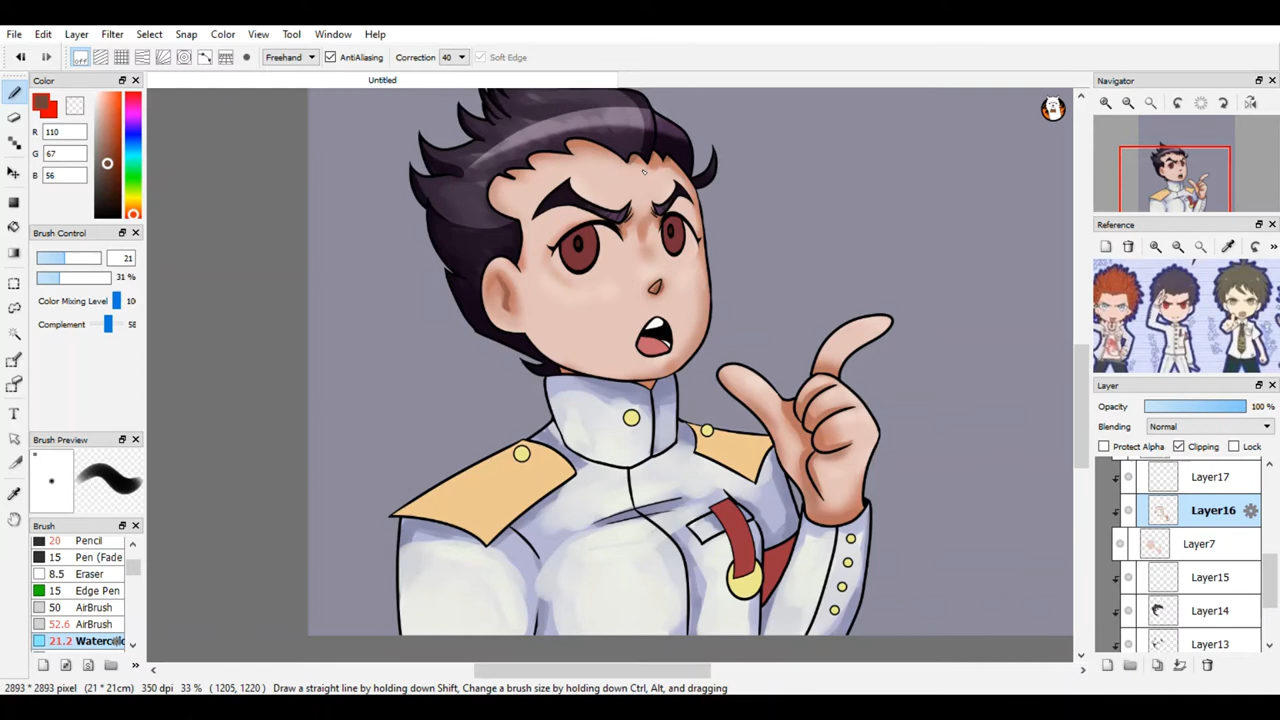 File Edit Layer Filter Select Snap Color View Tool Window Help
off Freehand AntiAliasing Correction 40 Soft Edge
Untitled
Color
R 110
G 67
B 56
Brush Control
21
31 %
Color Mixing Level 10
Complement 58
Brush Preview
Brush
20 Pencil
15 Pen (Fade
8.5 Eraser
15 Edge Pen
50 AirBrush
52.6 AirBrush
21.2 Waterc
Navigator
Reference
Layer
Opacity 100 %
Blending Normal
Protect Alpha Clipping Lock
Layer17
Layer16
Layer7
Layer15
Layer14
Layer13
2893 * 2893 pixel (21 * 21cm) 350 dpi 33 % ( 1205, 1220 ) Draw a straight line by holding down Shift, Change a brush size by holding down Ctrl, Alt, and dragging